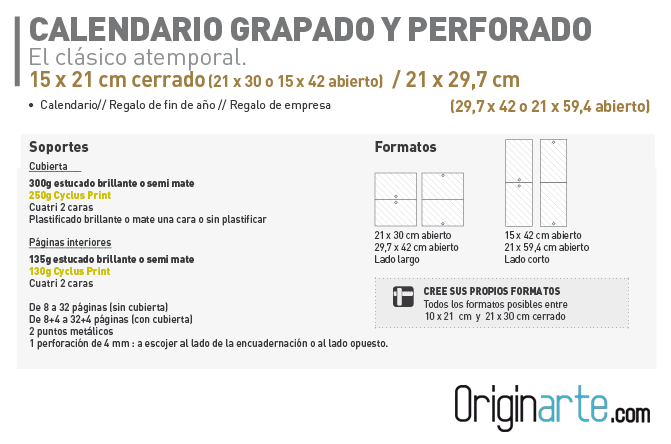 CALENDARIO GRAPADO Y PERFORADO
El clásico atemporal.
15 x 21 cm cerrado (21 x 30 o 15 x 42 abierto) / 21 x 29,7 cm
(29,7 x 42 o 21 x 59,4 abierto)
• Calendario// Regalo de fin de año // Regalo de empresa
Soportes
Cubierta
300g estucado brillante o semi mate
250g Cyclus Print
Cuatri 2 caras
Plastificado brillante o mate una cara o sin plastificar
Páginas interiores
135g estucado brillante o semi mate
130g Cyclus Print
Cuatri 2 caras
De 8 a 32 páginas (sin cubierta)
De 8+4 a 32+4 páginas (con cubierta)
2 puntos metálicos
1 perforación de 4 mm : a escojer al lado de la encuadernación o al lado opuesto.
Formatos
21 x 30 cm abierto
29,7 x 42 cm abierto
Lado largo
15 x 42 cm abierto
21 x 59,4 cm abierto
Lado corto
CREE SUS PROPIOS FORMATOS
Todos los formatos posibles entre
10 x 21 cm y 21 x 30 cm cerrado
Originarte.com